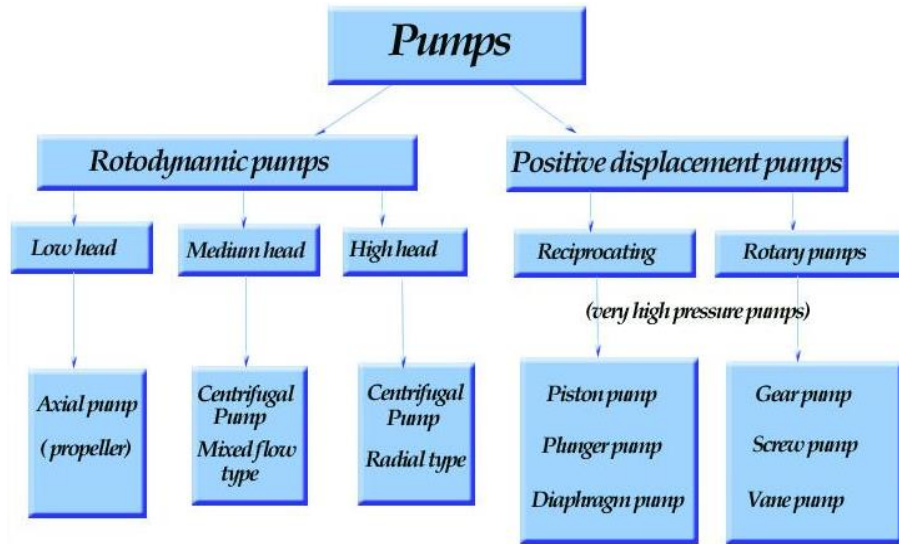 Pumps
Rotodynamic pumps
Positive displacement pumps
Low head
Medium head
High head
Reciprocating
Rotary pumps
(very high pressure pumps)
Axial pump
( propeller)
Centrifugal
Pump
Mixed flow
type
Centrifugal
Pump
Radial type
Piston pump
Plunger pump
Diaphragm pump
Gear pump
Screw pump
Vane pump